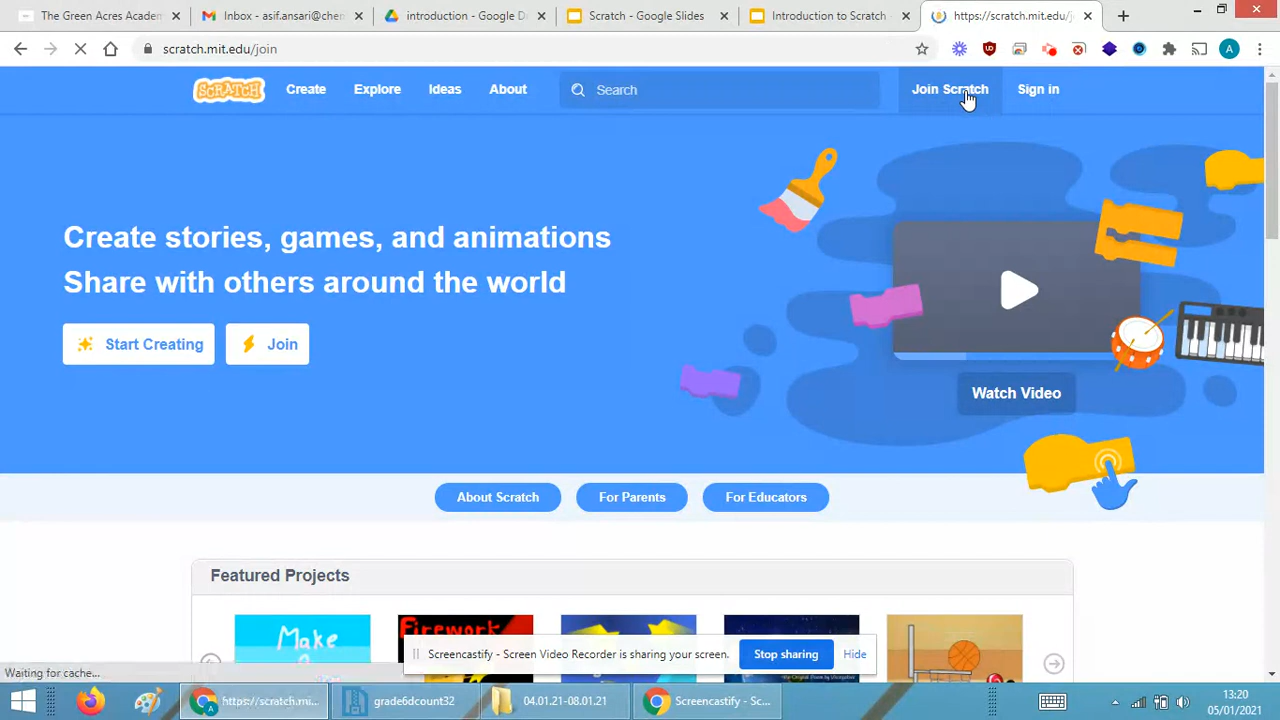 The Green Acres Acaden
Inbox - asif.ansari@chem
introduction - Google Dr
Scratch - Google Slides
Introduction to Scratch -
https://scratch.mit.edu/j
scratch.mit.edu/join
A
SCRATCH
Create
Explore
Ideas
About
Search
Join Scratch
Sign in
Create stories, games, and animations
Share with others around the world
Start Creating
Join
Watch Video
About Scratch
For Parents
For Educators
Featured Projects
Make
Firework
Screencastify - Screen Video Recorder is sharing your screen.
Stop sharing
Hide
Waiting for cache...
https://scratch.m...
grade6dcount32
04.01.21-08.01.21
Screencastify - Sc...
13:20
05/01/2021